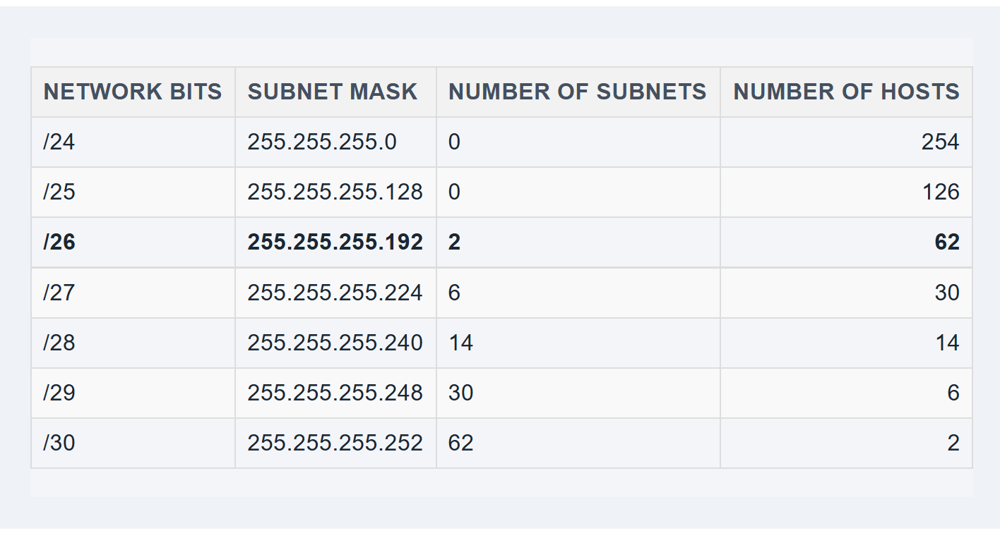 NETWORK BITS SUBNET MASK NUMBER OF SUBNETS NUMBER OF HOSTS
/24 255.255.255.0 0 254
/25 255.255.255.128 0 126
/26 255.255.255.192 2 62
/27 255.255.255.224 6 30
/28 255.255.255.240 14 14
/29 255.255.255.248 30 6
/30 255.255.255.252 62 2